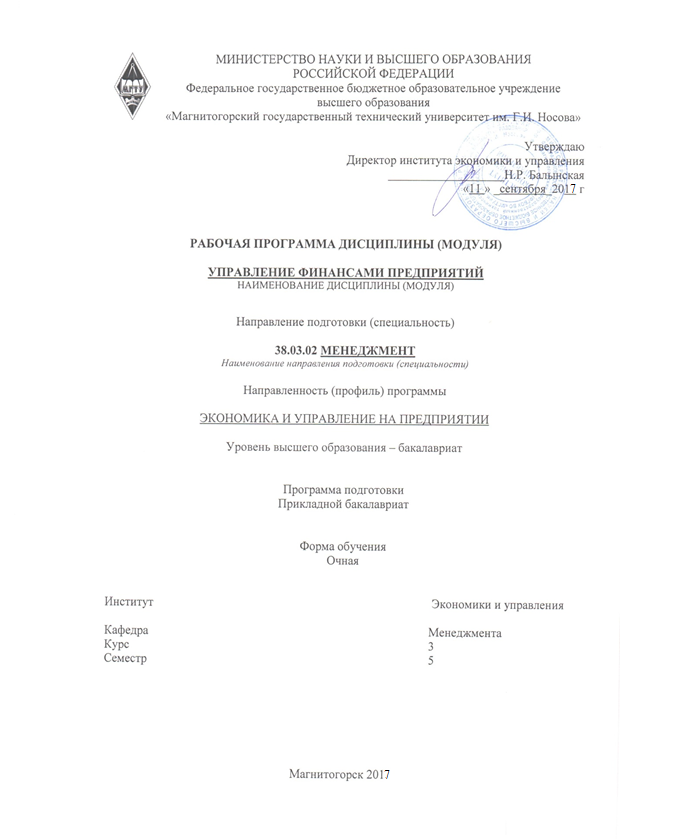 МИНИСТЕРСТВО НАУКИ И ВЫСШЕГО ОБРАЗОВАНИЯ
РОССИЙСКОЙ ФЕДЕРАЦИИ
Федеральное государственное бюджетное образовательное учреждение
высшего образования
«Магнитогорский государственный технический университет им. Г.И. Носова»
Утверждаю
Директор института экономики и управления
Н.Р. Балынская
«11 » сентября 2017 г
РАБОЧАЯ ПРОГРАММА ДИСЦИПЛИНЫ (МОДУЛЯ)
УПРАВЛЕНИЕ ФИНАНСАМИ ПРЕДПРИЯТИЙ
НАИМЕНОВАНИЕ ДИСЦИПЛИНЫ (МОДУЛЯ)
Направление подготовки (специальность)
38.03.02 МЕНЕДЖМЕНТ
Наименование направления подготовки (специальности)
Направленность (профиль) программы
ЭКОНОМИКА И УПРАВЛЕНИЕ НА ПРЕДПРИЯТИИ
Уровень высшего образования – бакалавриат
Программа подготовки
Прикладной бакалавриат
Форма обучения
Очная
Институт Экономики и управления
Кафедра Менеджмента
Курс 3
Семестр 5
Магнитогорск 2017